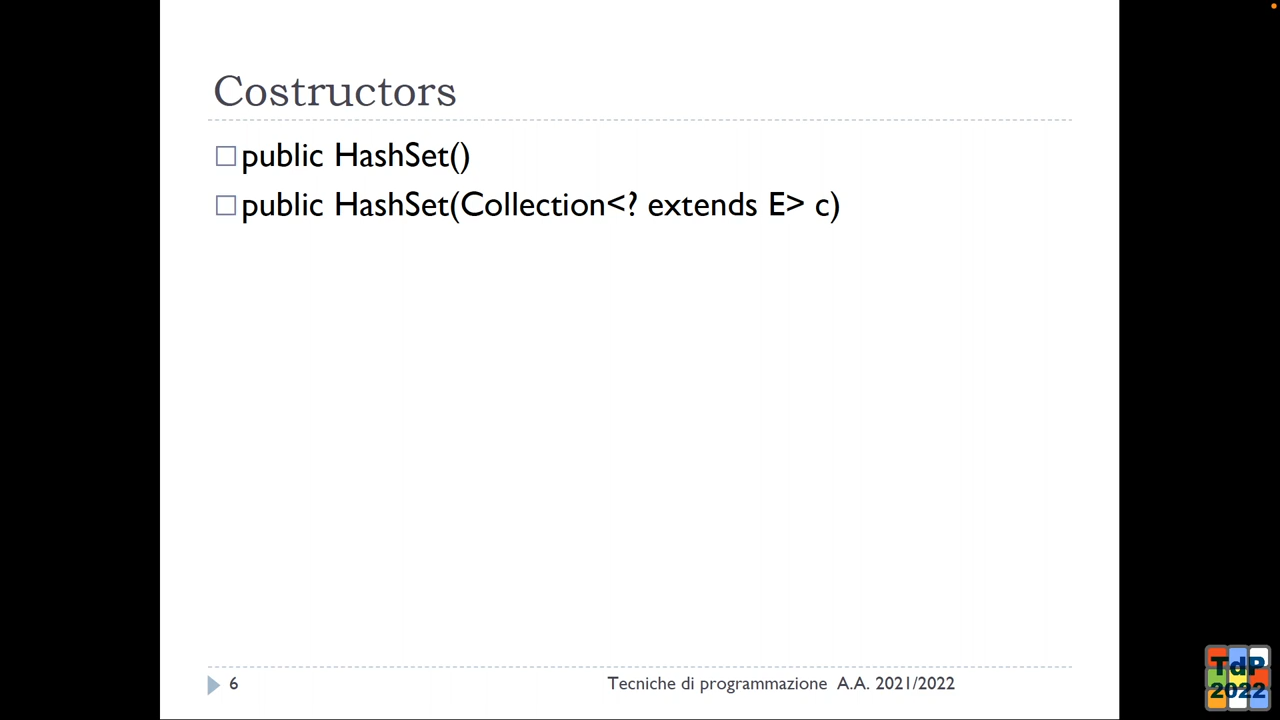 Costructors
public HashSet()
public HashSet(Collection<? extends E> c)
6
Tecniche di programmazione A.A. 2021/2022
TdP
2022